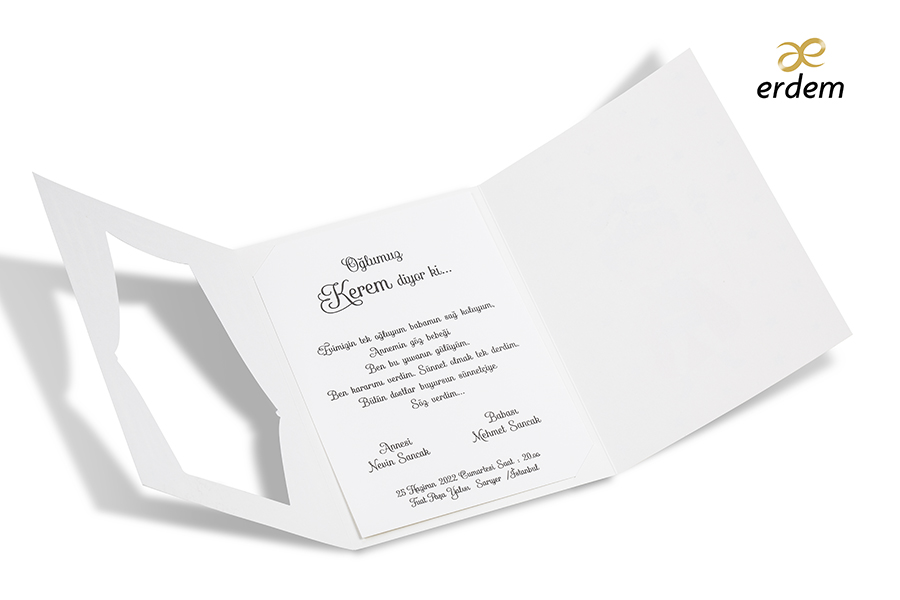 erdem
Oğlumuz
Kerem diyor ki...
Evimizin tek oğluyum babamın sağ koluyum,
Annemin göz bebeği
Ben bu yuvanın gülüyüm,
Ben kararımı verdim, Sünnet olmak tek derdim,
Bütün dostlar buyursun sünnetçiye
Söz verdim...
Annesi
Nevin Sancak
Babası
Mehmet Sancak
25 Haziran 2022 Cumartesi Saat : 20.00
Fuat Paşa Yalısı Sarıyer /İstanbul